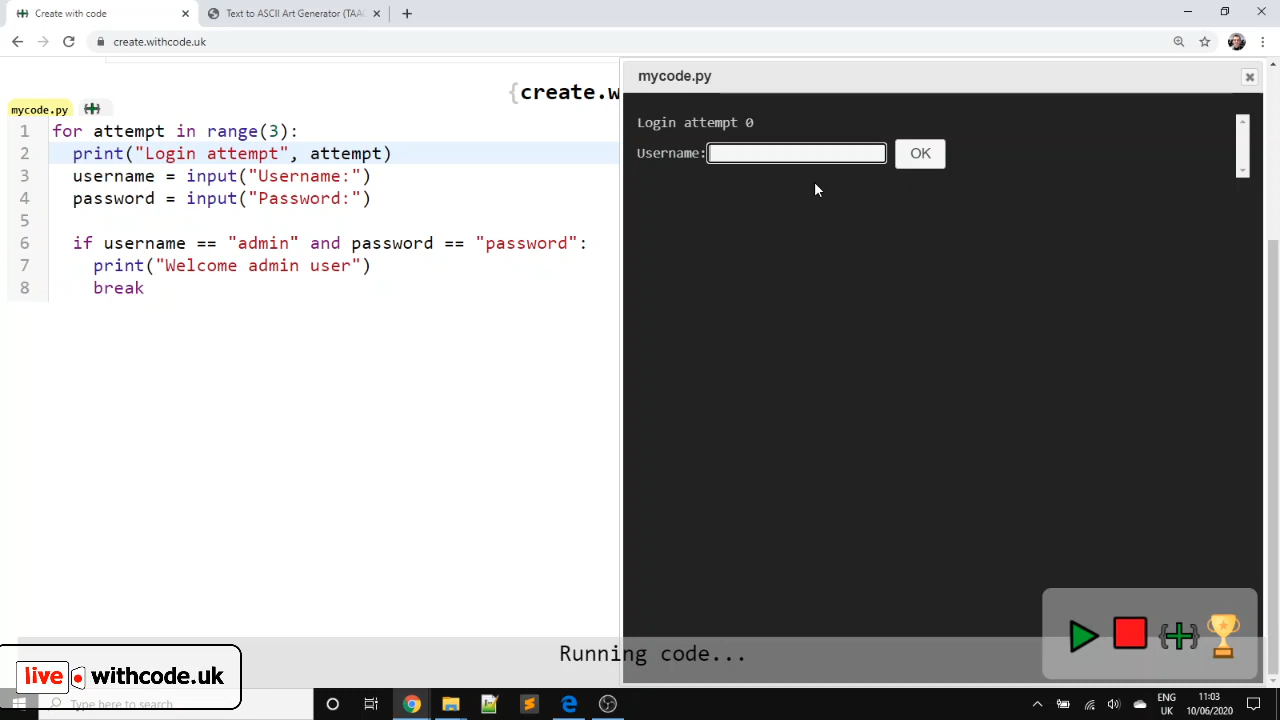 Create with code
Text to ASCII Art Generator (TAAG
create.withcode.uk
{create.w
mycode.py
1 for attempt in range(3):
2 print("Login attempt", attempt)
3 username = input("Username:")
4 password = input("Password:")
5
6 if username == "admin" and password == "password":
7 print("Welcome admin user")
8 break
mycode.py
Login attempt 0
Username:
OK
Running code...
live withcode.uk
Type here to search
ENG
UK
11:03
10/06/2020